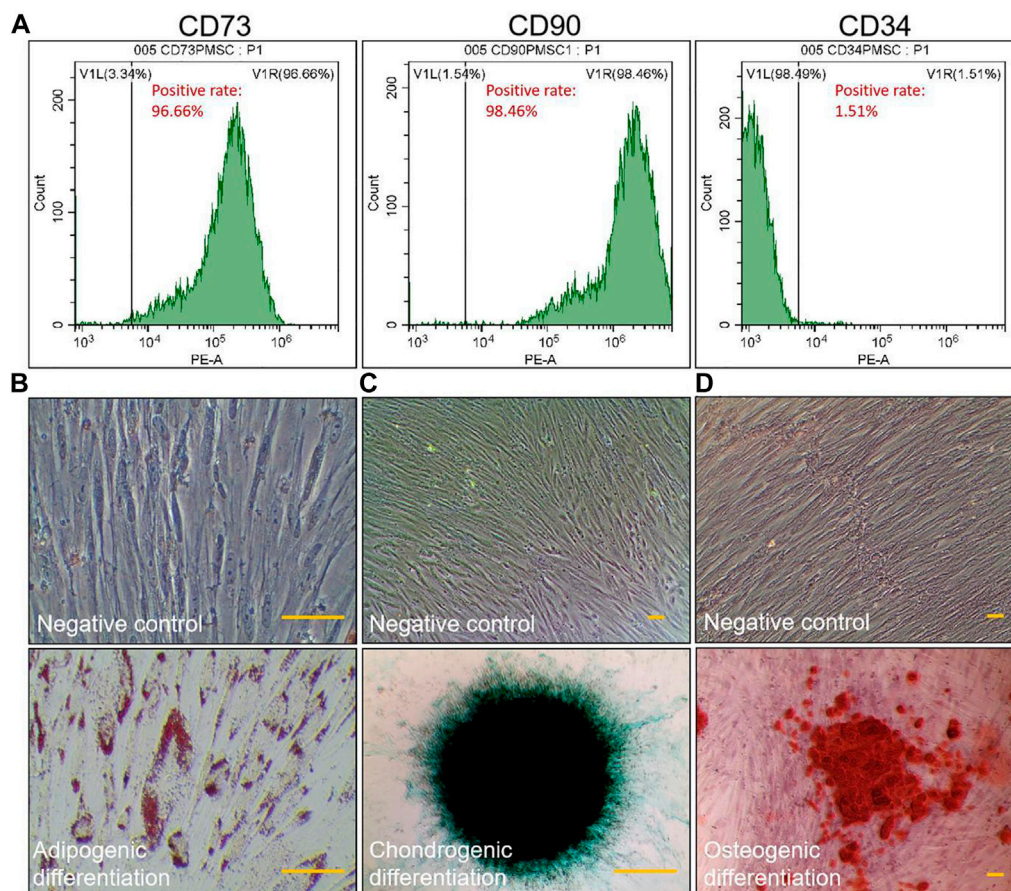 A
CD73
CD90
CD34
005 CD73PMSC : P1
005 CD90PMSC1 : P1
005 CD34PMSC : P1
V1L(3.34%)
V1R(96.66%)
Positive rate:
96.66%
Count
200
100
0
10³
10⁴
10⁵
10⁶
PE-A
V1L(1.54%)
V1R(98.46%)
Positive rate:
98.46%
Count
200
100
0
10³
10⁴
10⁵
10⁶
PE-A
V1L(98.49%)
V1R(1.51%)
Positive rate:
1.51%
Count
200
100
0
10³
10⁴
10⁵
10⁶
PE-A
B
Negative control
C
Negative control
D
Negative control
Adipogenic
differentiation
Chondrogenic
differentiation
Osteogenic
differentiation